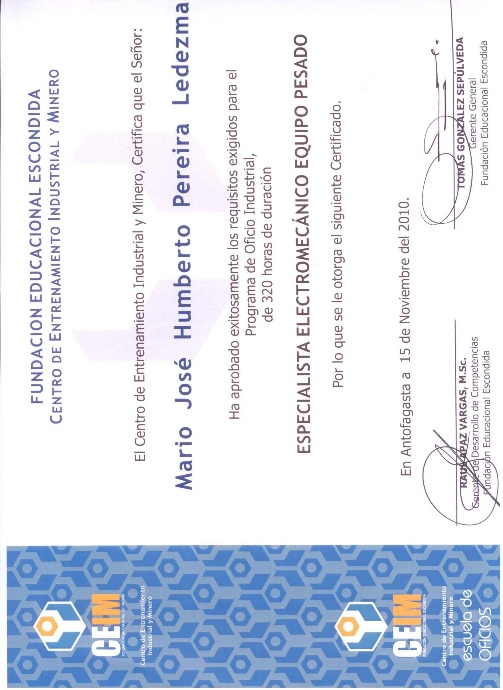 FUNDACION EDUCACIONAL ESCONDIDA
CENTRO DE ENTRENAMIENTO INDUSTRIAL Y MINERO
El Centro de Entrenamiento Industrial y Minero, Certifica que el Señor:
Mario José Humberto Pereira Ledezma
Ha aprobado exitosamente los requisitos exigidos para el
Programa de Oficio Industrial,
de 320 horas de duración
ESPECIALISTA ELECTROMECÁNICO EQUIPO PESADO
Por lo que se le otorga el siguiente Certificado.
En Antofagasta a 15 de Noviembre del 2010.
RAUL APAZ VARGAS, M.Sc.
Gerente de Desarrollo de Competencias
Fundación Educacional Escondida
TOMÁS GONZÁLEZ SEPÚLVEDA
Gerente General
Fundación Educacional Escondida
CEIM
Centro de Entrenamiento
Industrial y Minero
CEIM
Centro de Entrenamiento
Industrial y Minero
escuela de
OFICIOS